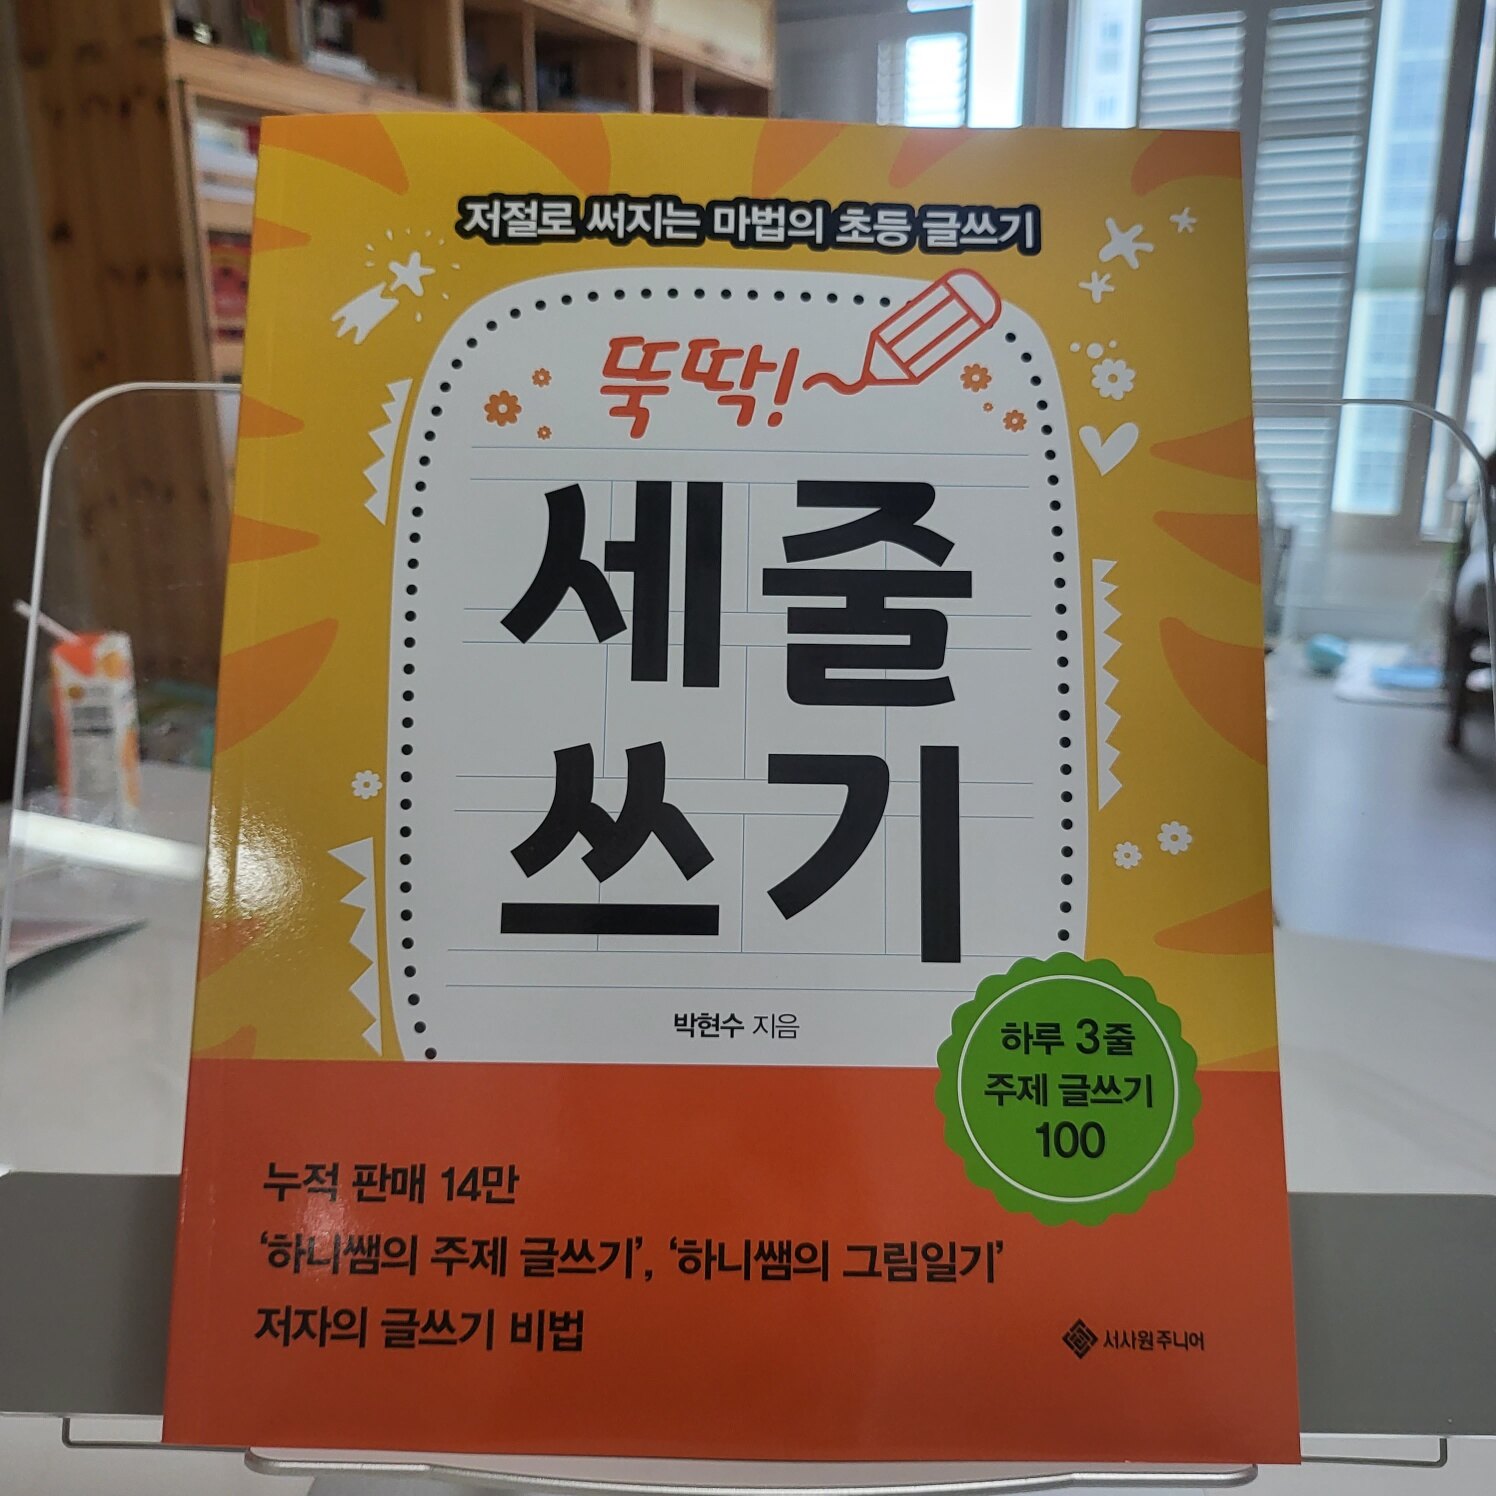 저절로 써지는 마법의 초등 글쓰기
뚝딱!
세줄
쓰기
박현수 지음
하루 3줄
주제 글쓰기
100
누적 판매 14만
‘하니쌤의 주제 글쓰기’, ‘하니쌤의 그림일기’
저자의 글쓰기 비법
서사원주니어